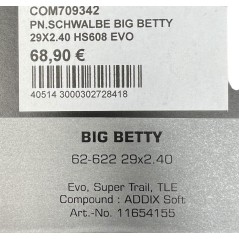 COM709342
PN.SCHWALBE BIG BETTY
29X2.40 HS608 EVO
68,90 €
40514 3000302728418
BIG BETTY
62-622 29x2.40
Evo, Super Trail, TLE
Compound : ADDIX Soft
Art.-No. 11654155